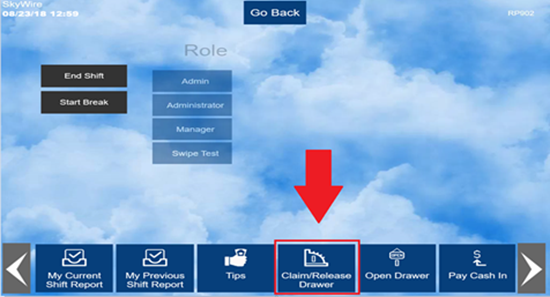 SkyWire
08/23/18 12:59
Go Back
RP902
Role
End Shift
Start Break
Admin
Administrator
Manager
Swipe Test
My Current
Shift Report
My Previous
Shift Report
Tips
Claim/Release
Drawer
Open Drawer
Pay Cash In